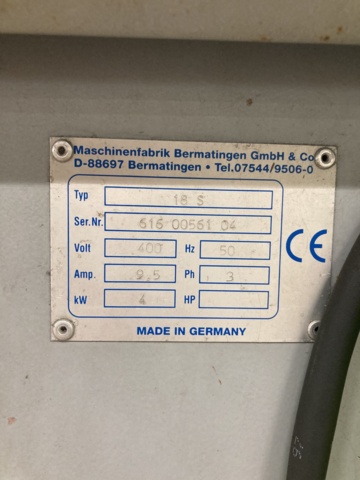 Maschinenfabrik Bermatingen GmbH & Co
D-88697 Bermatingen • Tel.07544/9506-0
Typ 18 S
Ser.Nr. 616 00561 04
Volt 400 Hz 50
Amp. 9,5 Ph 3
kW 4 HP
CE
MADE IN GERMANY